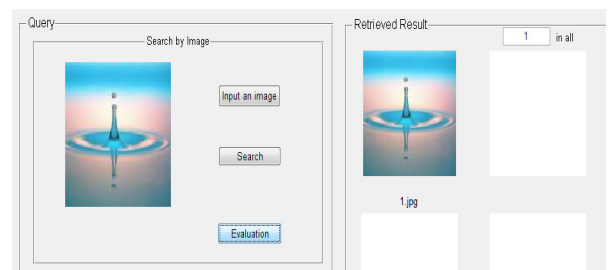 Query
Search by Image
Input an image
Search
Evaluation
Retrieved Result
1 in all
1.jpg